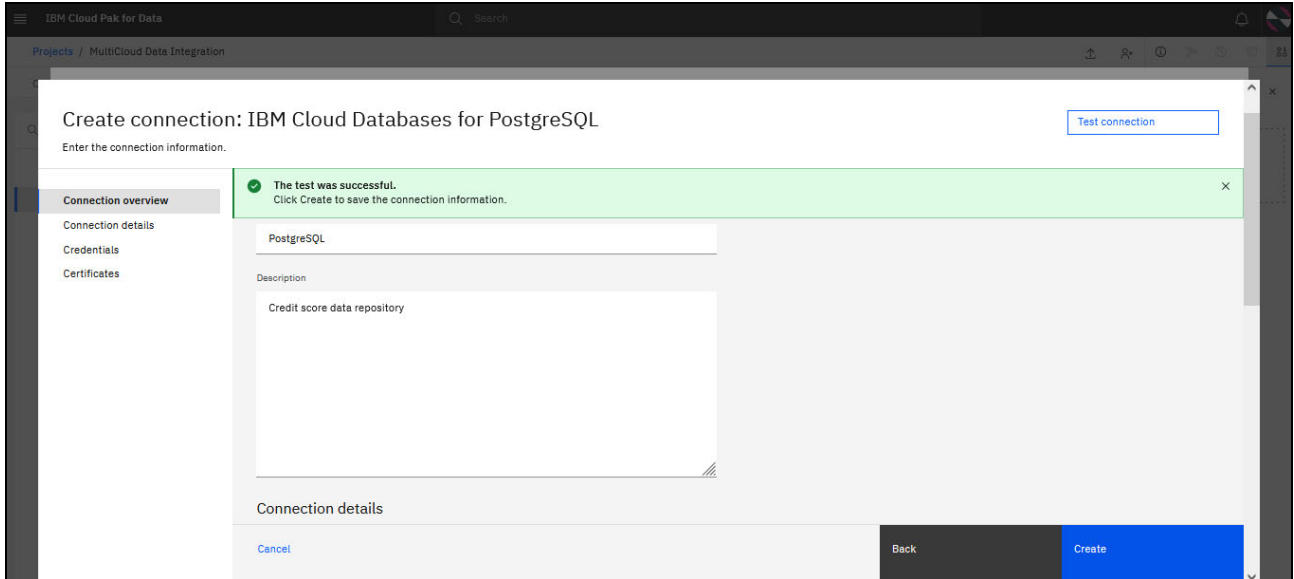 IBM Cloud Pak for Data
Search
Projects / MultiCloud Data Integration
Create connection: IBM Cloud Databases for PostgreSQL
Test connection
Enter the connection information.
The test was successful.
Click Create to save the connection information.
Connection overview
Connection details
Credentials
Certificates
PostgreSQL
Description
Credit score data repository
Connection details
Cancel
Back
Create